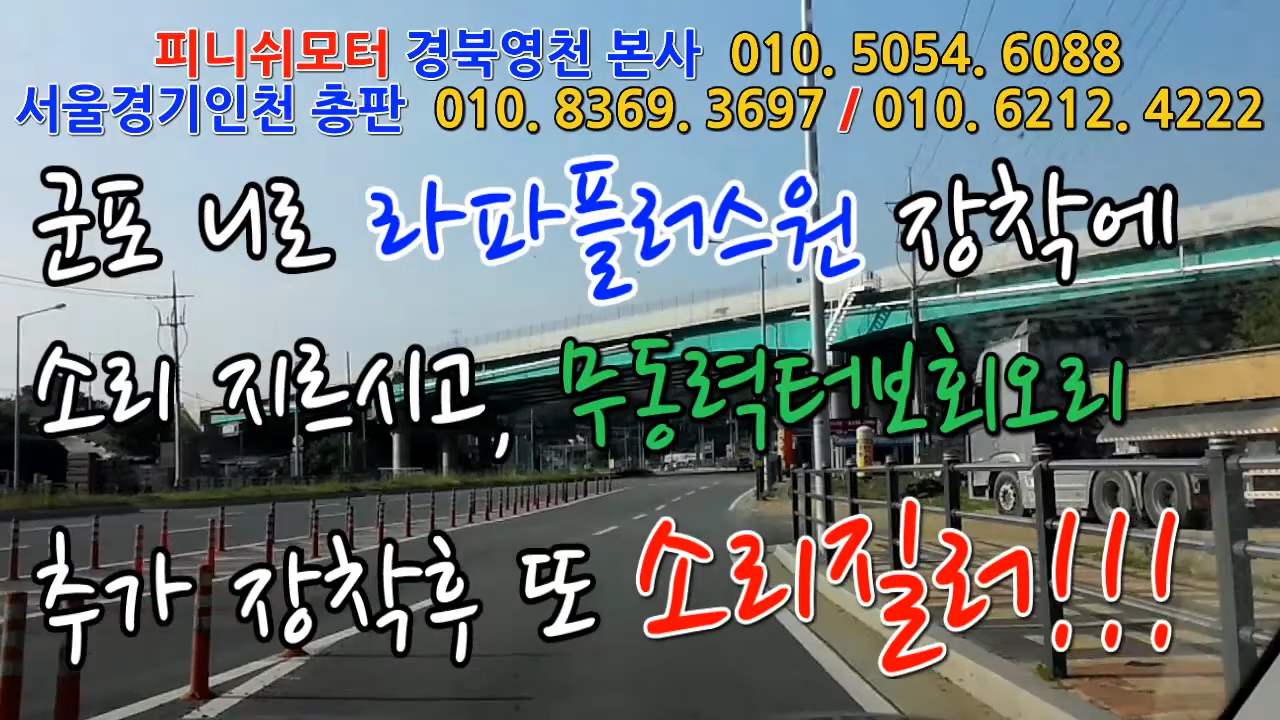 피니쉬모터 경북영천 본사 010. 5054. 6088
서울경기인천 총판 010. 8369. 3697 / 010. 6212. 4222
군포 니로 라파플러스원 장착에
소리 지르시고, 무동력터보회오리
추가 장착후 또 소리질러!!!